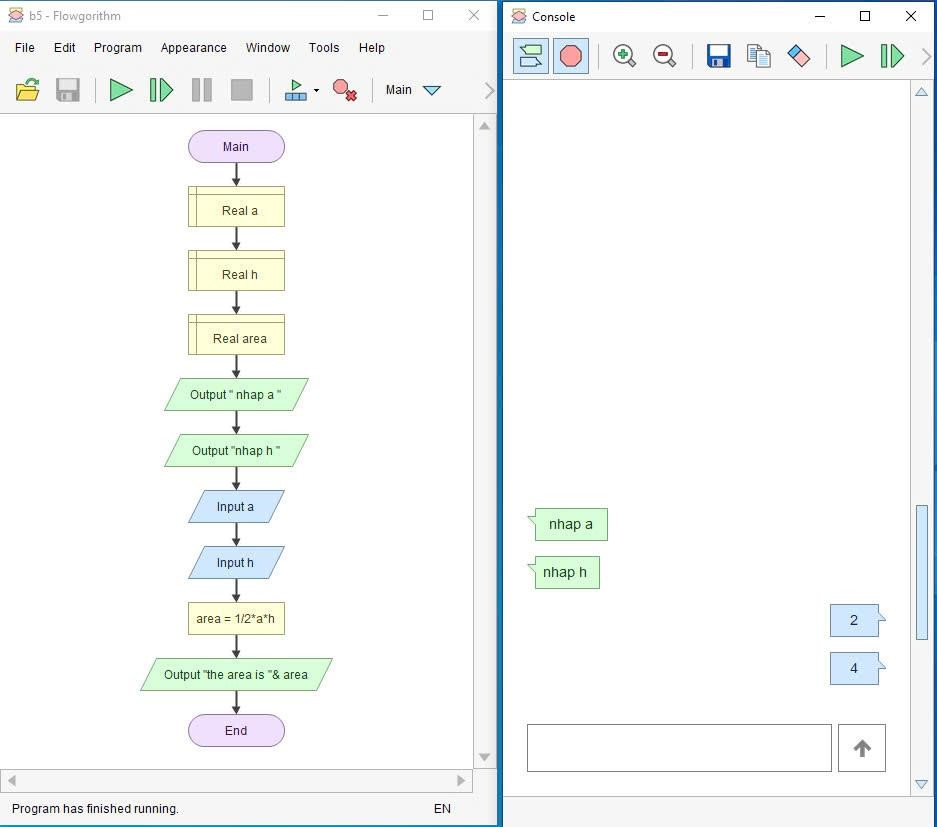 b5 - Flowgorithm
File Edit Program Appearance Window Tools Help
Main
Main
Real a
Real h
Real area
Output " nhap a "
Output "nhap h "
Input a
Input h
area = 1/2*a*h
Output "the area is "& area
End
Program has finished running.
EN
Console
nhap a
nhap h
2
4